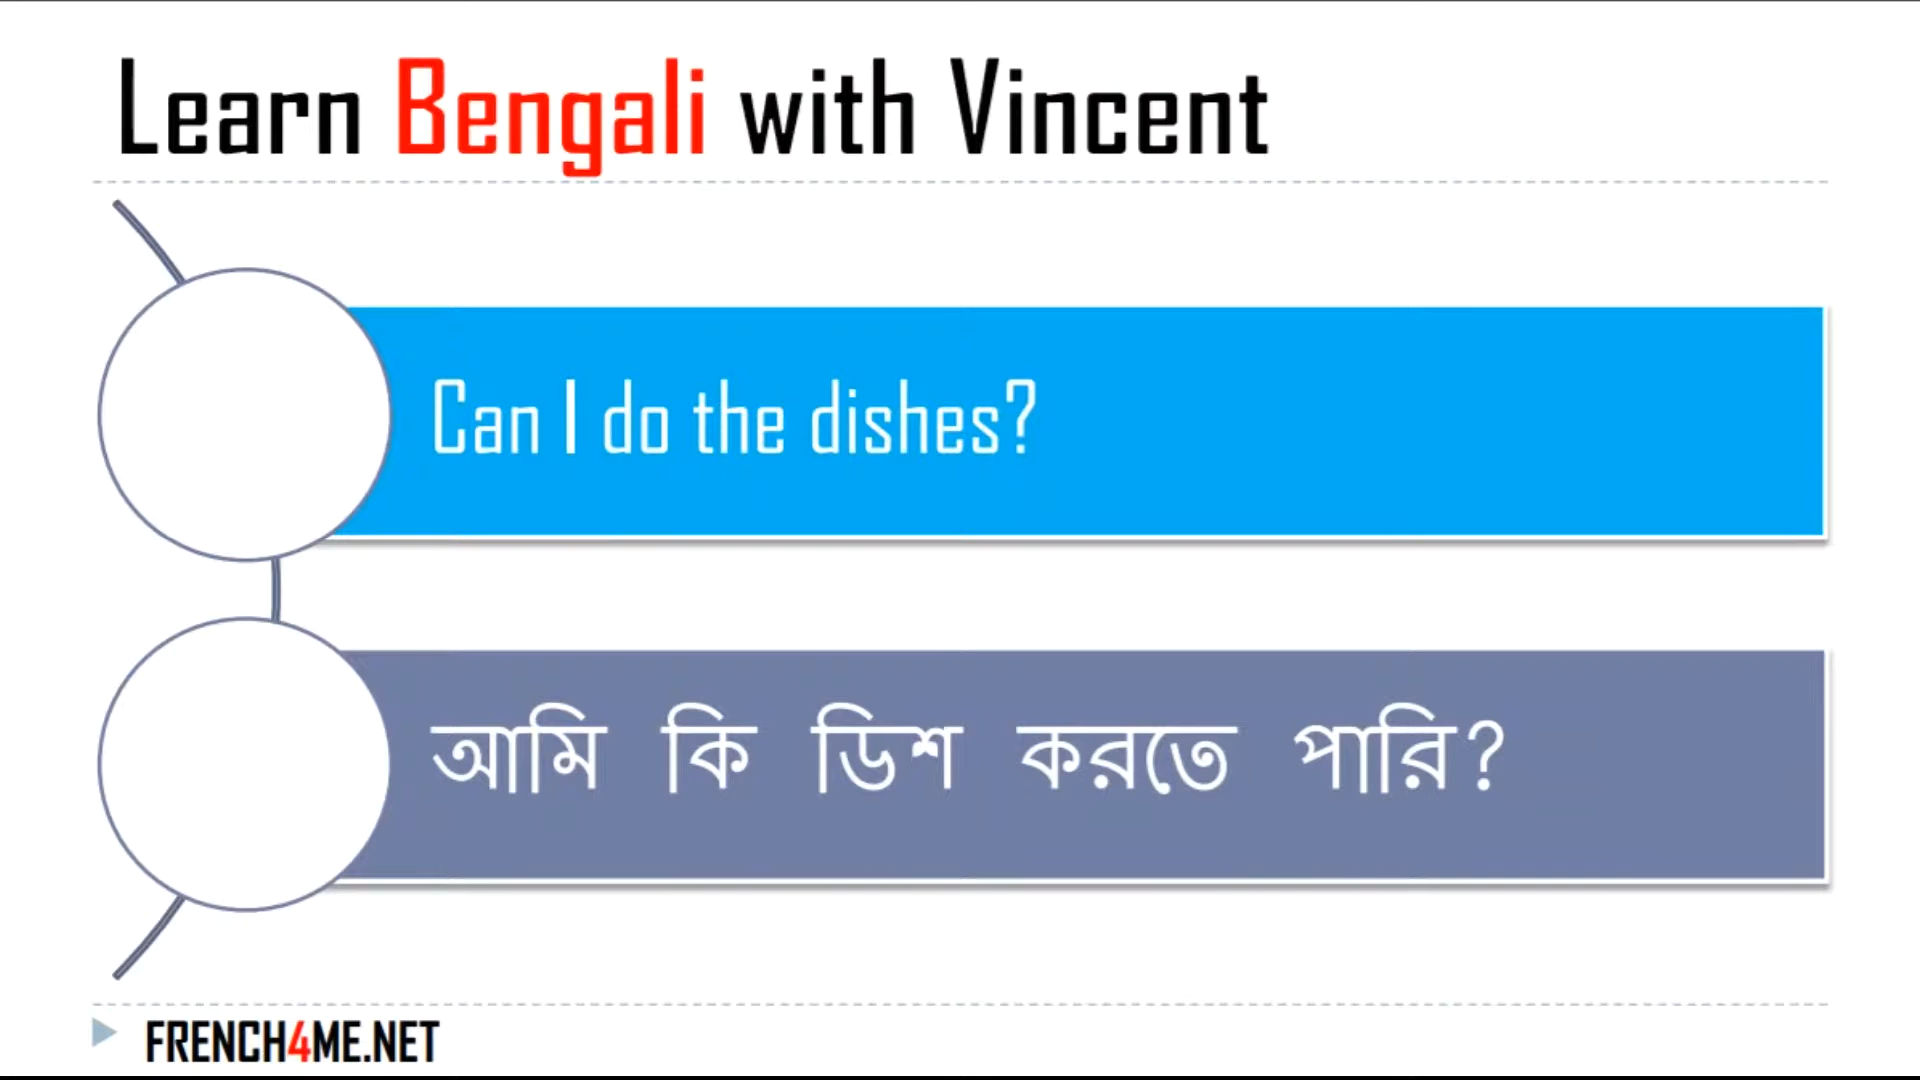 Learn Bengali with Vincent
Can I do the dishes?
আমি কি ডিশ করতে পারি?
FRENCH4ME.NET